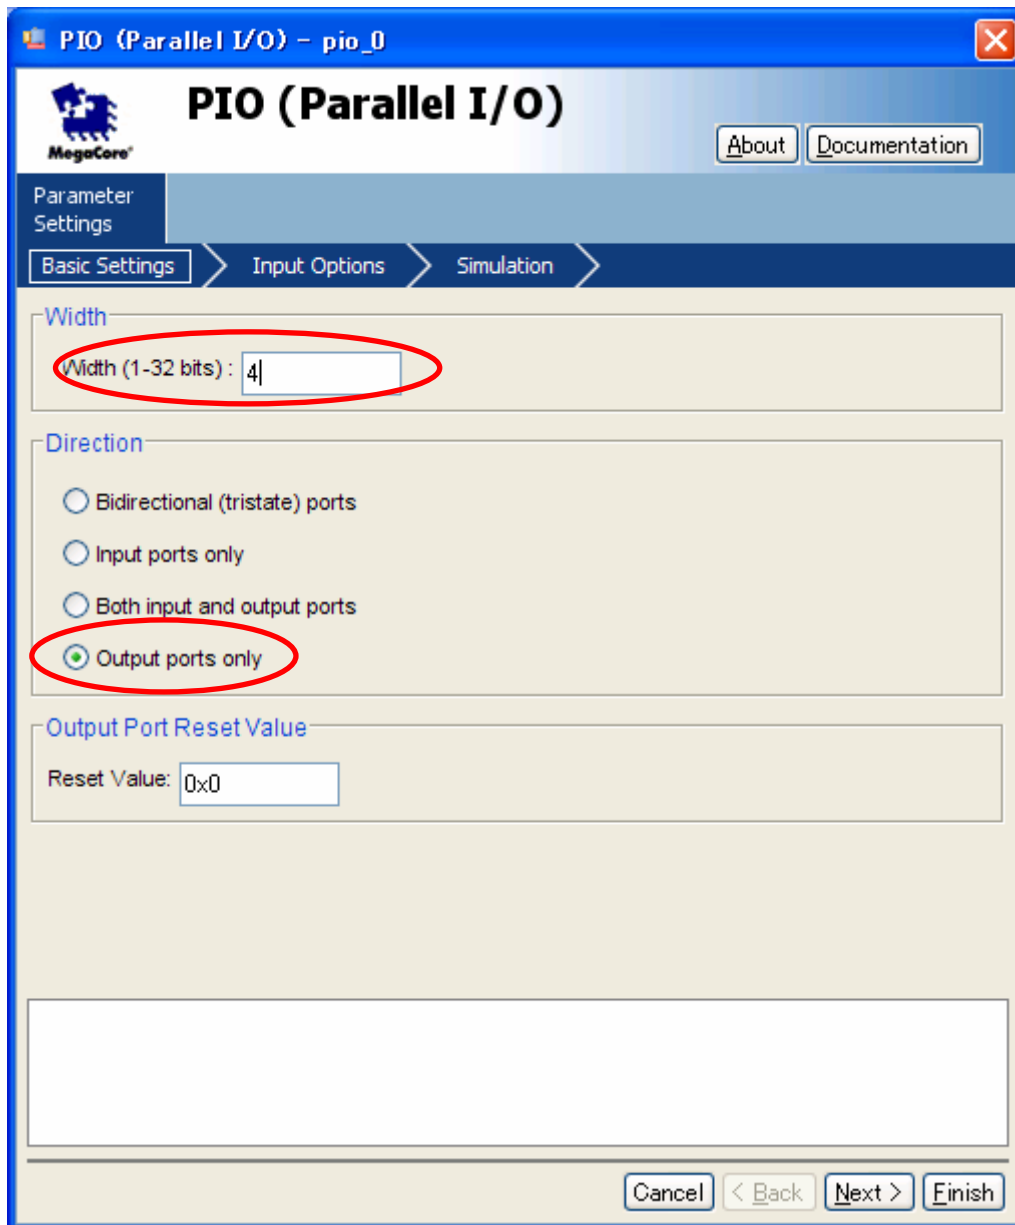 PIO (Parallel I/O) - pio_0
PIO (Parallel I/O)
MegaCore®
About
Documentation
Parameter
Settings
Basic Settings
Input Options
Simulation
Width
Width (1-32 bits) :
4
Direction
Bidirectional (tristate) ports
Input ports only
Both input and output ports
Output ports only
Output Port Reset Value
Reset Value:
0x0
Cancel
< Back
Next >
Finish